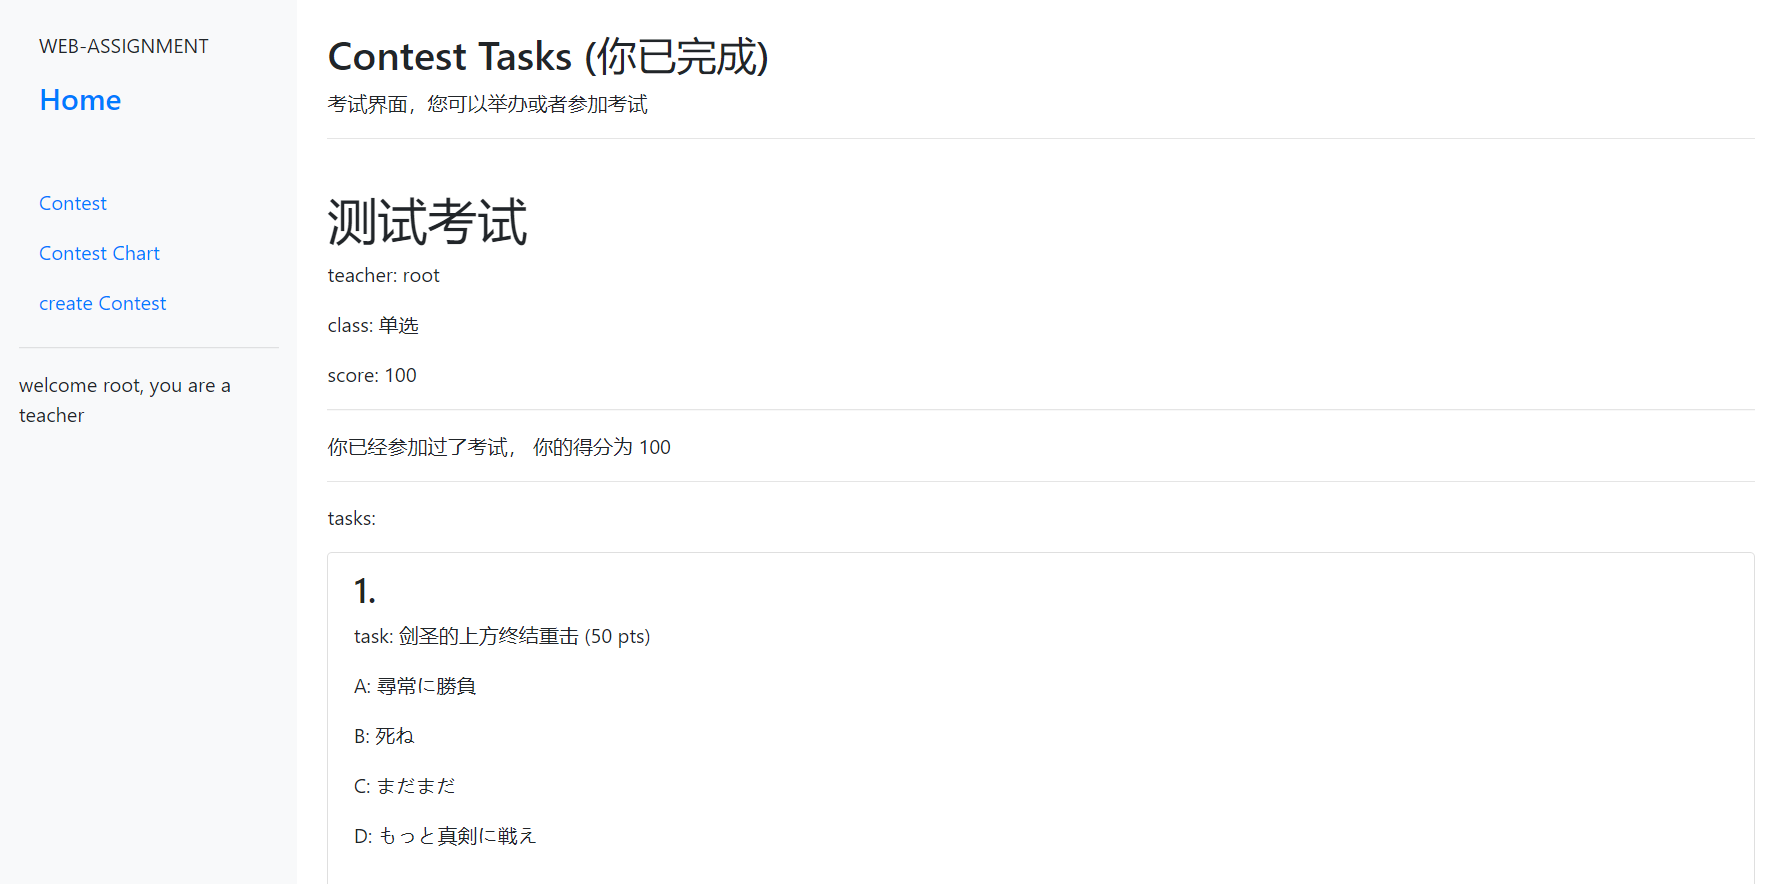 WEB-ASSIGNMENT
Home
Contest
Contest Chart
create Contest
welcome root, you are a
teacher
Contest Tasks (你已完成)
考试界面，您可以举办或者参加考试
测试考试
teacher: root
class: 单选
score: 100
你已经参加过了考试， 你的得分为 100
tasks:
1.
task: 剑圣的上方终结重击 (50 pts)
A: 尋常に勝負
B: 死ね
C: まだまだ
D: もっと真剣に戦え